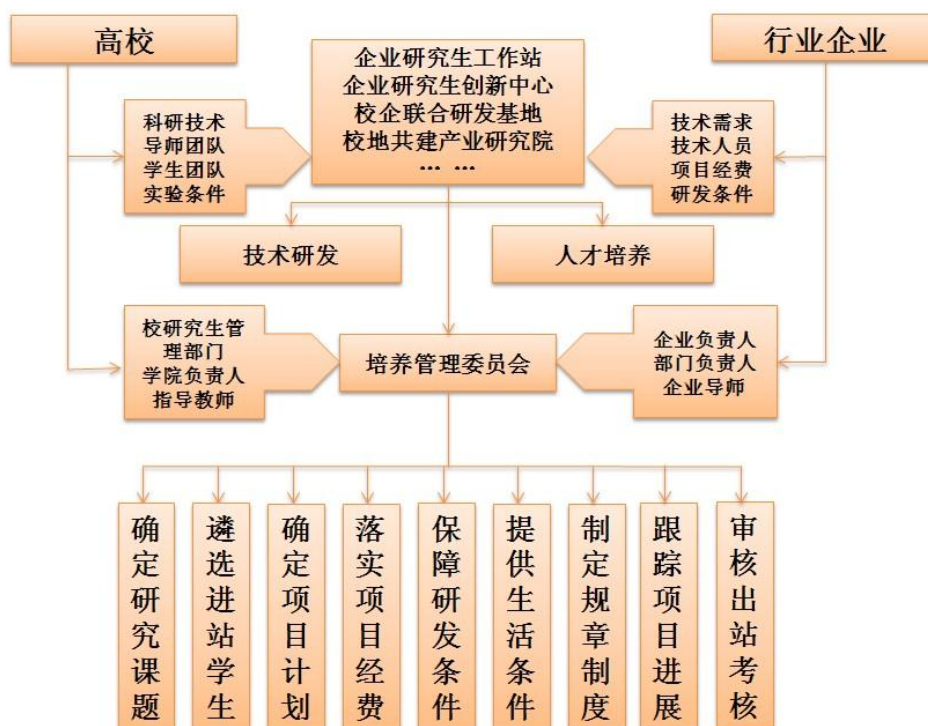 高校
企业研究生工作站
企业研究生创新中心
校企联合研发基地
校地共建产业研究院
… …
行业企业
科研技术
导师团队
学生团队
实验条件
技术需求
技术人员
项目经费
研发条件
技术研发
人才培养
校研究生管
理部门
学院负责人
指导教师
培养管理委员会
企业负责人
部门负责人
企业导师
确定研究课题
遴选进站学生
确定项目计划
落实项目经费
保障研发条件
提供生活条件
制定规章制度
跟踪项目进展
审核出站考核